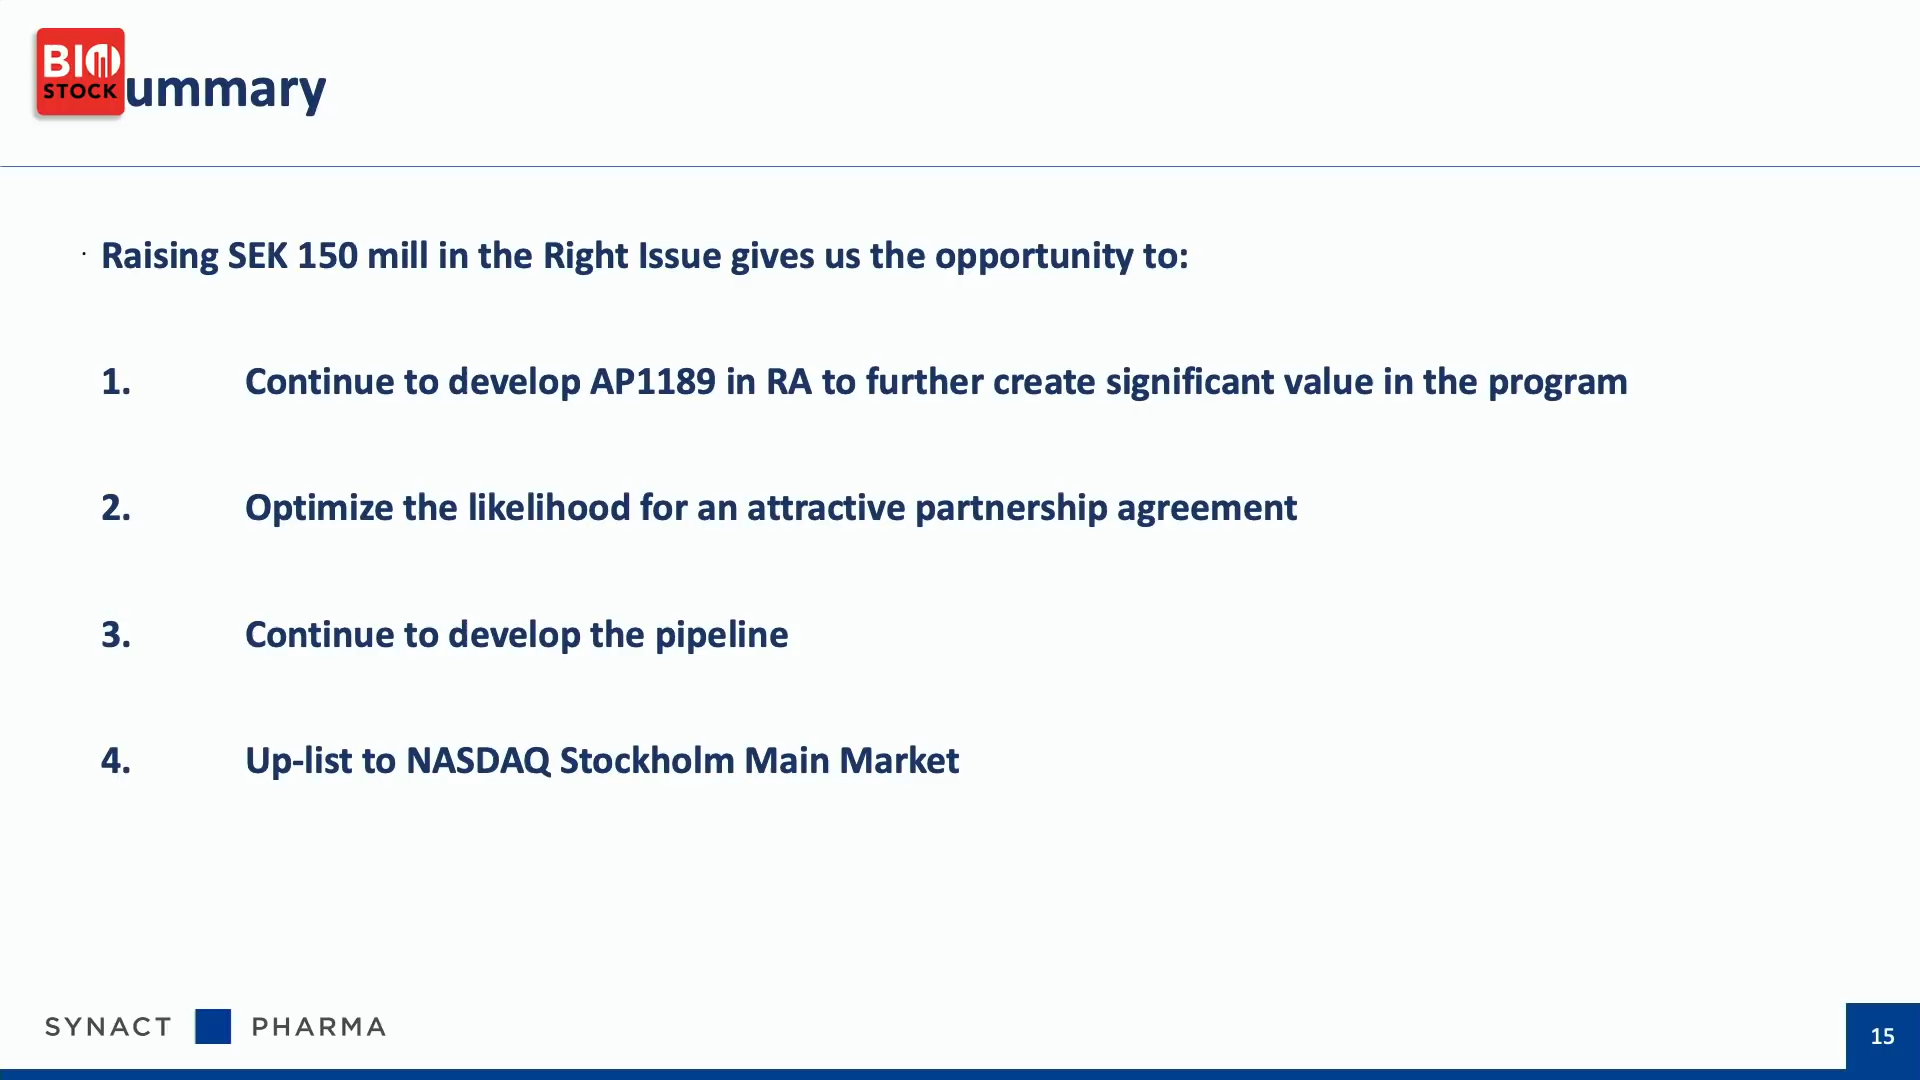 BIO
STOCK
ummary
· Raising SEK 150 mill in the Right Issue gives us the opportunity to:
1. Continue to develop AP1189 in RA to further create significant value in the program
2. Optimize the likelihood for an attractive partnership agreement
3. Continue to develop the pipeline
4. Up-list to NASDAQ Stockholm Main Market
SYNACT PHARMA
15